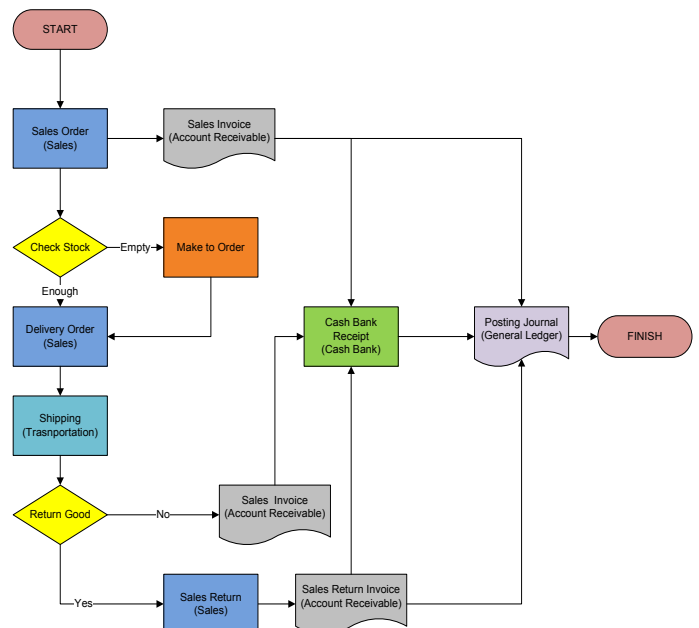 START
Sales Order
(Sales)
Sales Invoice
(Account Receivable)
Check Stock
Empty
Make to Order
Enough
Delivery Order
(Sales)
Cash Bank
Receipt
(Cash Bank)
Posting Journal
(General Ledger)
FINISH
Shipping
(Trasnportation)
Return Good
No
Sales Invoice
(Account Receivable)
Yes
Sales Return
(Sales)
Sales Return Invoice
(Account Receivable)